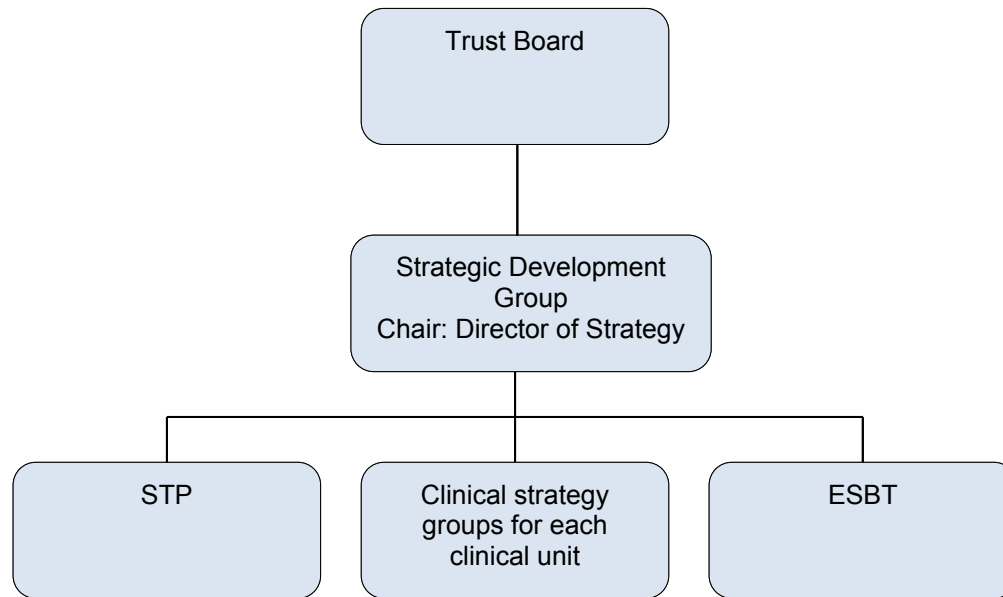 Trust Board
Strategic Development
Group
Chair: Director of Strategy
STP
Clinical strategy
groups for each
clinical unit
ESBT